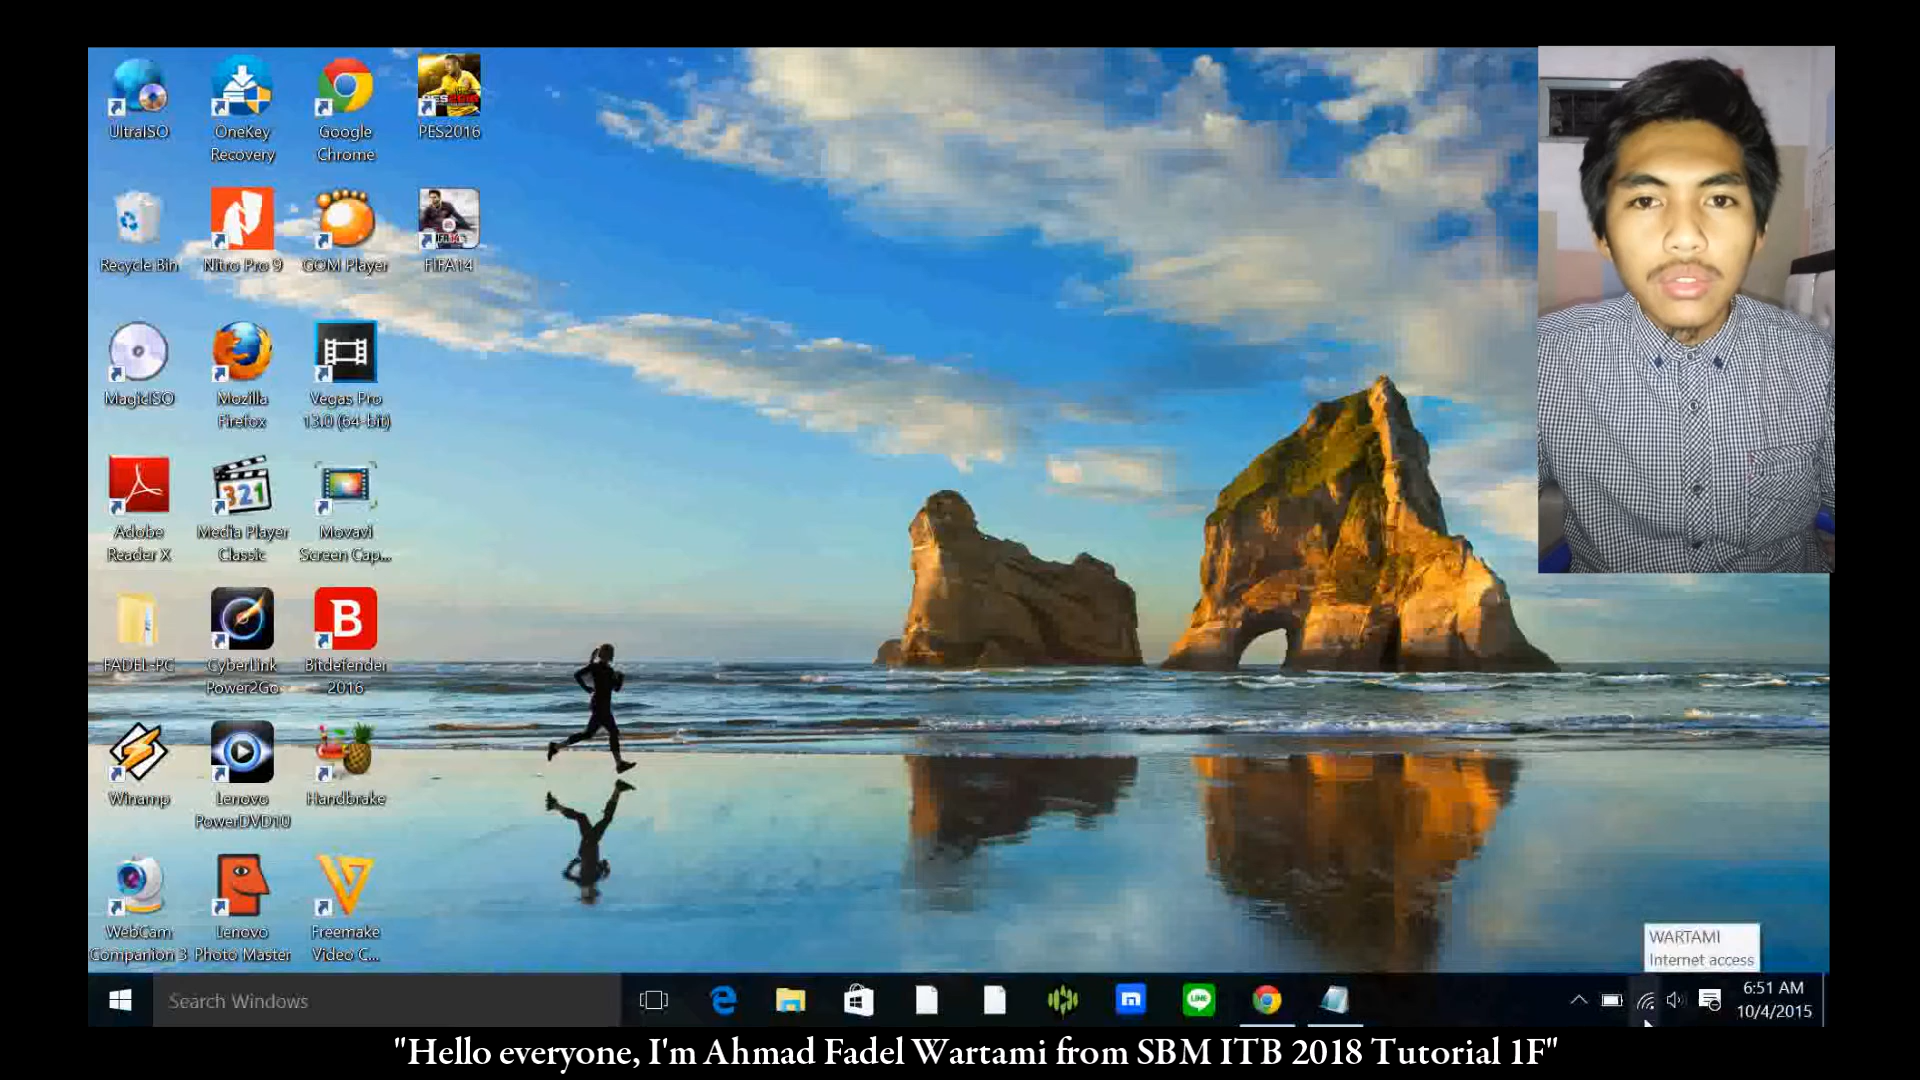 UltraISO
OneKey
Recovery
Google
Chrome
PES2016
Recycle Bin
Nitro Pro 9
GOM Player
FIFA14
MagicISO
Mozilla
Firefox
Vegas Pro
13.0 (64-bit)
Adobe
Reader X
321
Media Player
Classic
Movavi
Screen Cap...
FADEL-PC
CyberLink
Power2Go
B
Bitdefender
2016
Winamp
Lenovo
PowerDVD10
Handbrake
WebCam
Companion 3
Lenovo
Photo Master
Freemake
Video C...
WARTAMI
Internet access
Search Windows
LINE
6:51 AM
10/4/2015
"Hello everyone, I'm Ahmad Fadel Wartami from SBM ITB 2018 Tutorial 1F"